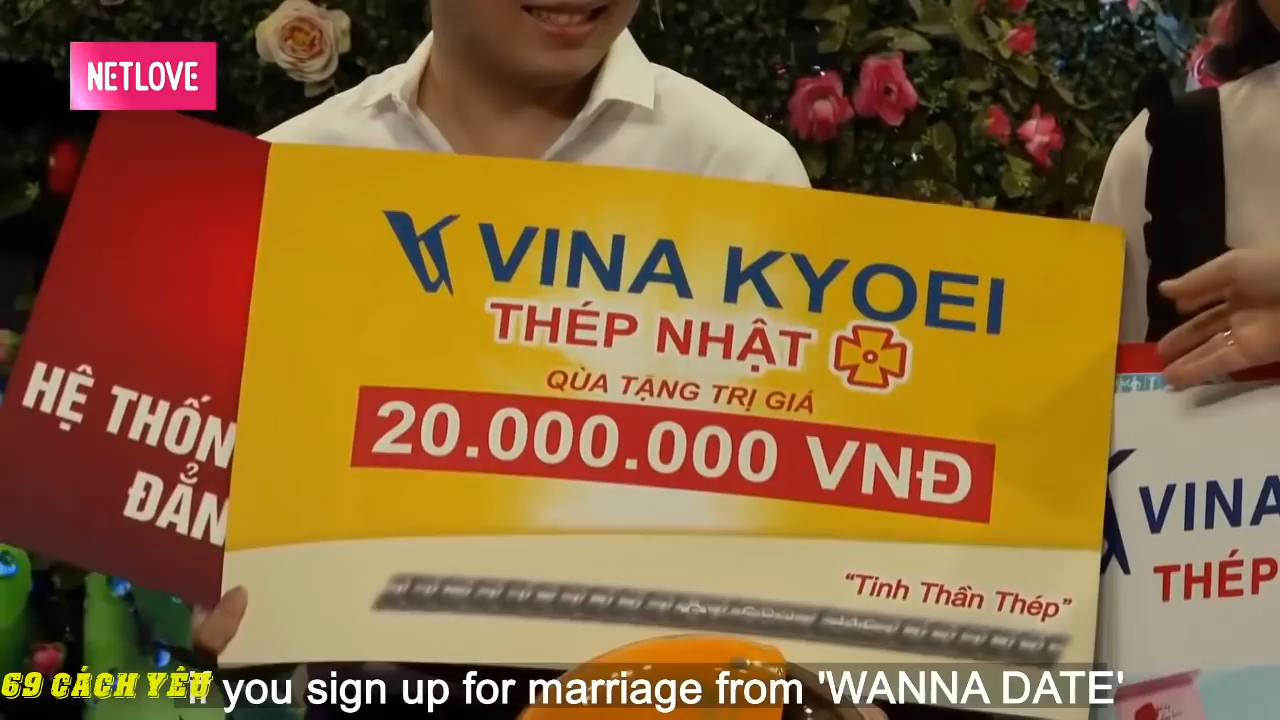 NETLOVE
VINA KYOEI
THÉP NHẬT
QÙA TẶNG TRỊ GIÁ
20.000.000 VNĐ
"Tinh Thần Thép"
HỆ THỐN
ĐẲN
VINA
THÉP
69 CÁCH YÊU
If you sign up for marriage from 'WANNA DATE'